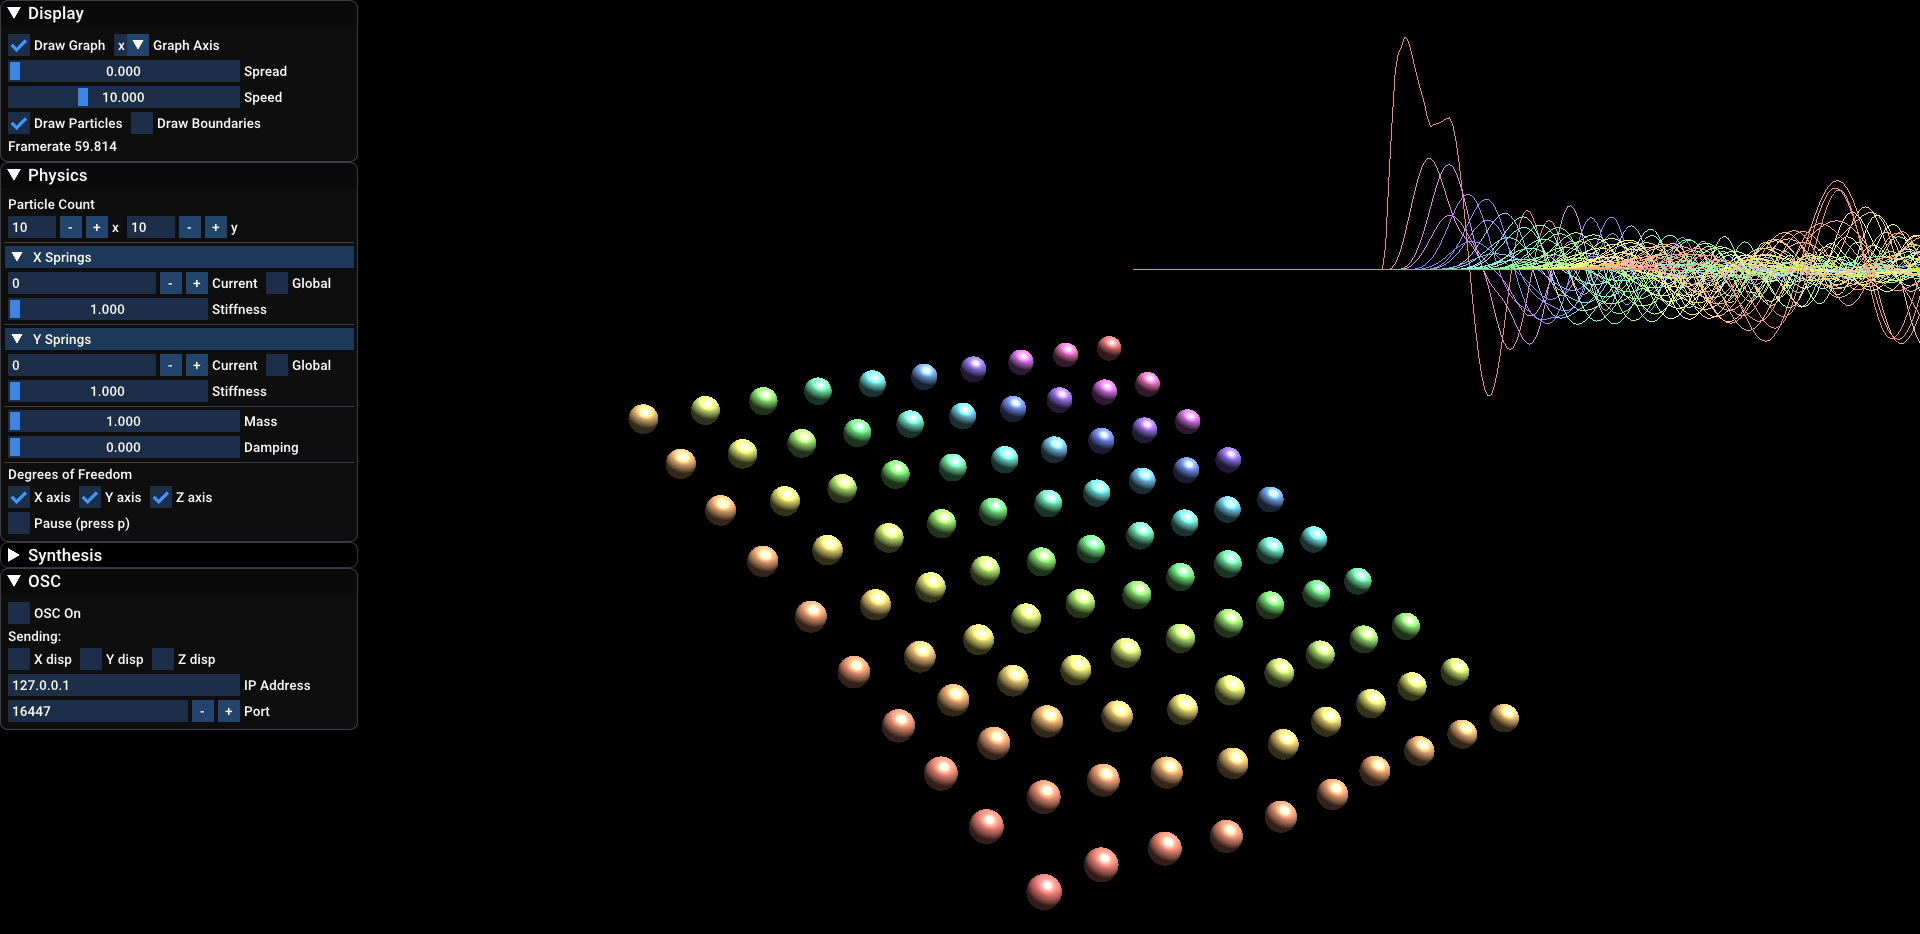 Display
Draw Graph x Graph Axis
0.000 Spread
10.000 Speed
Draw Particles Draw Boundaries
Framerate 59.814
Physics
Particle Count
10 - + x 10 - + y
X Springs
0 - + Current Global
1.000 Stiffness
Y Springs
0 - + Current Global
1.000 Stiffness
1.000 Mass
0.000 Damping
Degrees of Freedom
X axis Y axis Z axis
Pause (press p)
Synthesis
OSC
OSC On
Sending:
X disp Y disp Z disp
127.0.0.1 IP Address
16447 - + Port